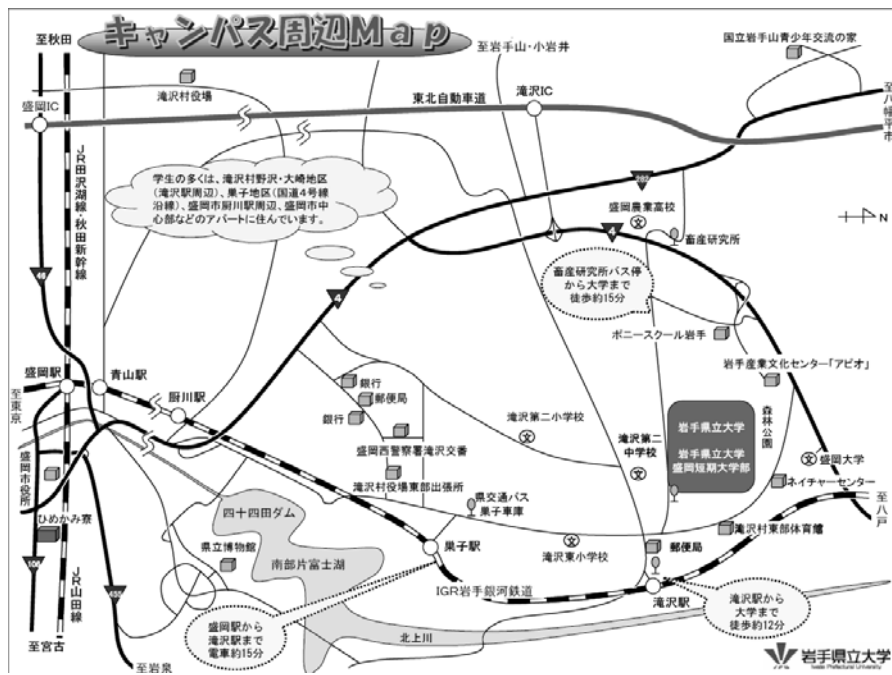 キャンパス周辺Map
至秋田
至岩手山・小岩井
国立岩手山青少年交流の家
滝沢村役場
滝沢IC
東北自動車道
盛岡IC
至八幡平市
JR田沢湖線・秋田新幹線
学生の多くは、滝沢村野沢・大崎地区
(滝沢駅周辺)、巣子地区(国道4号線
沿線)、盛岡市厨川駅周辺、盛岡市中
心部などのアパートに住んでいます。
282
盛岡農業高校
文
4
畜産研究所
N
46
4
畜産研究所バス停
から大学まで
徒歩約15分
ポニースクール岩手
岩手産業文化センター「アピオ」
盛岡駅
青山駅
至東京
厨川駅
銀行
郵便局
銀行
盛岡西警察署滝沢交番
滝沢村役場東部出張所
滝沢第二小学校
文
滝沢第二
中学校
文
岩手県立大学
岩手県立大学
盛岡短期大学部
森林公園
文
盛岡大学
ネイチャーセンター
至八戸
盛岡市役所
ひめかみ寮
四十四田ダム
県交通バス
巣子車庫
滝沢村東部体育館
県立博物館
南部片富士湖
巣子駅
文
滝沢東小学校
郵便局
106
455
JR山田線
IGR岩手銀河鉄道
滝沢駅
盛岡駅から
滝沢駅まで
電車約15分
滝沢駅から
大学まで
徒歩約12分
北上川
至宮古
至岩泉
岩手県立大学
Iwate Prefectural University